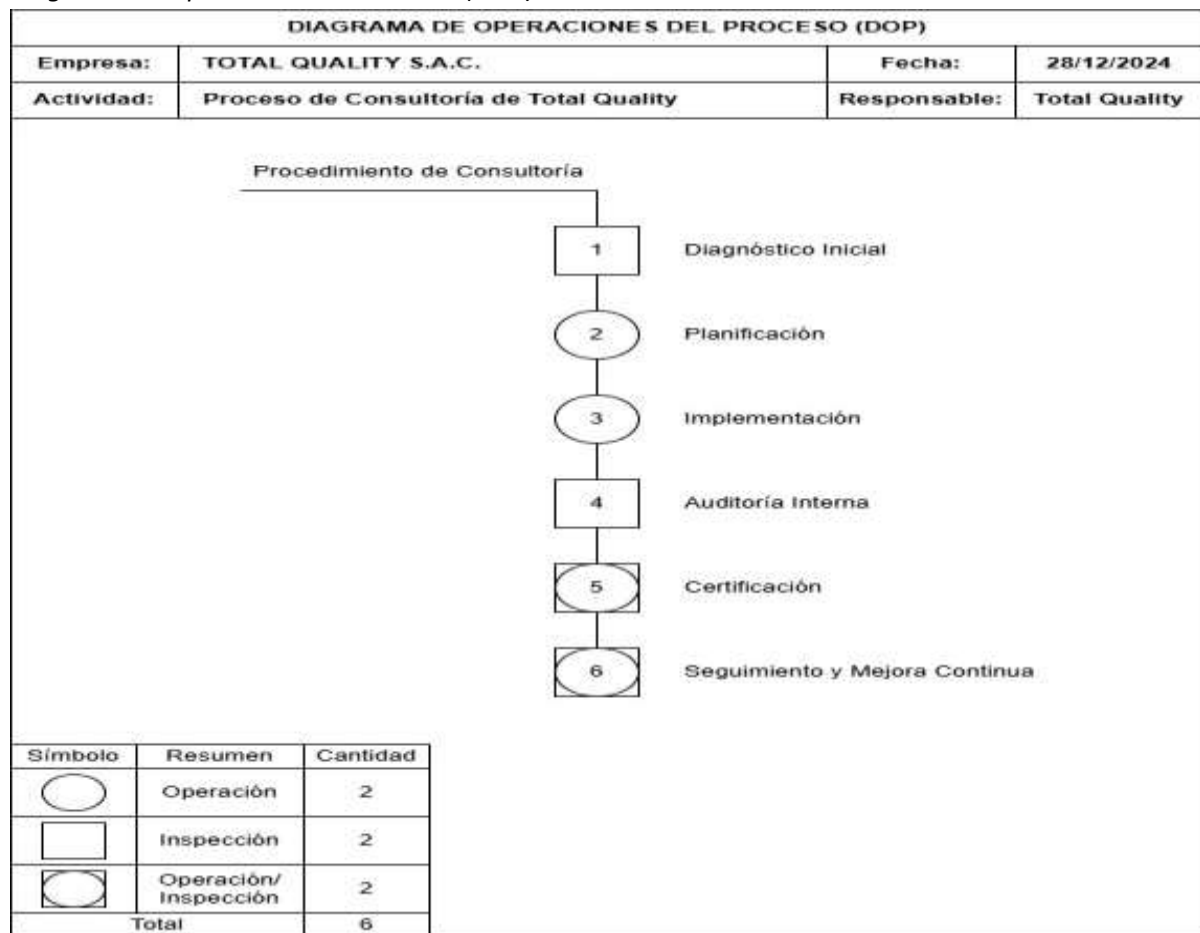 DIAGRAMA DE OPERACIONES DEL PROCESO (DOP)
Empresa: TOTAL QUALITY S.A.C. Fecha: 28/12/2024
Actividad: Proceso de Consultoría de Total Quality Responsable: Total Quality
Procedimiento de Consultoría
1 Diagnóstico Inicial
2 Planificación
3 Implementación
4 Auditoría Interna
5 Certificación
6 Seguimiento y Mejora Continua
Símbolo Resumen Cantidad
Operación 2
Inspección 2
Operación/
Inspección 2
Total 6